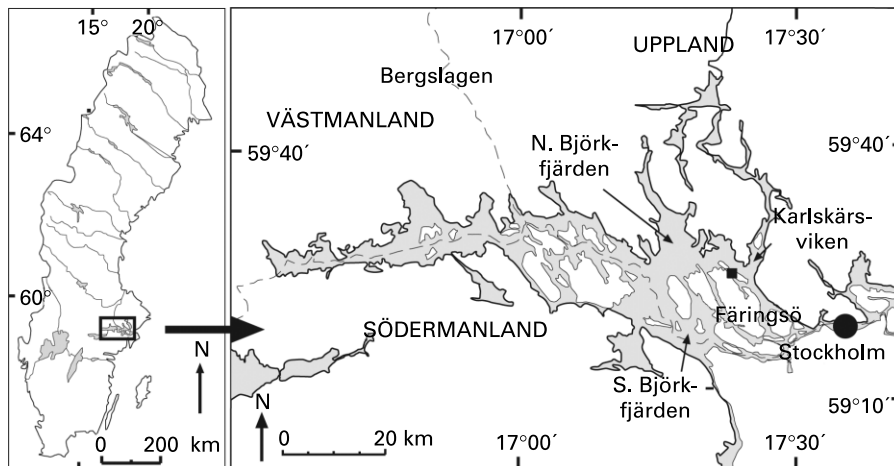 15° 20°
64°
60°
N
0 200 km
17°00´ 17°30´
UPPLAND
Bergslagen
VÄSTMANLAND
59°40´ 59°40´
N. Björk-
fjärden
Karlskärs-
viken
Färingsö
SÖDERMANLAND
Stockholm
S. Björk-
fjärden
59°10´
N
0 20 km
17°00´ 17°30´